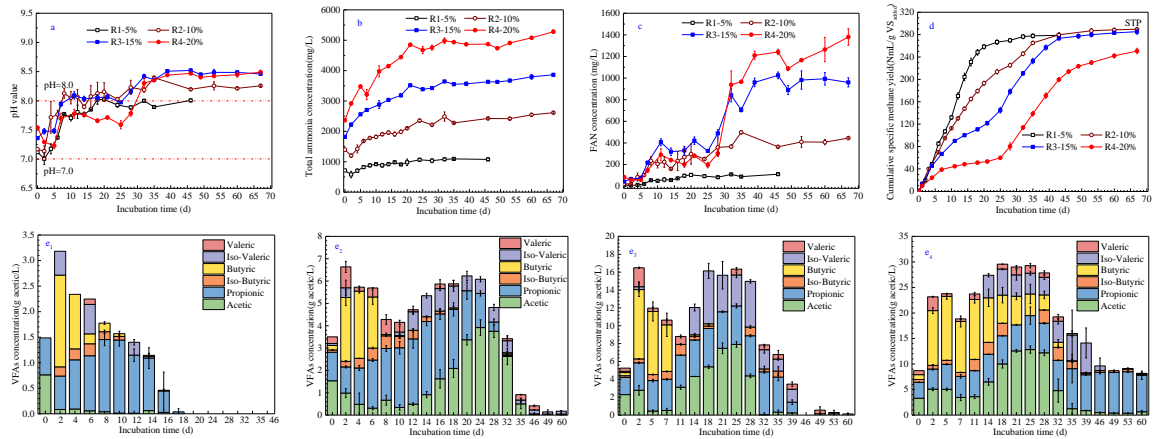 a
R1-5% R2-10%
R3-15% R4-20%
pH=8.0
pH=7.0
pH value
9.5
9.0
8.5
8.0
7.5
7.0
6.5
6.0
0 5 10 15 20 25 30 35 40 45 50 55 60 65 70
Incubation time (d)
b
R1-5% R2-10%
R3-15% R4-20%
Total ammonia concentration(mg/L)
6000
5000
4000
3000
2000
1000
0
0 5 10 15 20 25 30 35 40 45 50 55 60 65 70
Incubation time (d)
c
R1-5% R2-10%
R3-15% R4-20%
FAN concentration (mg/L)
1600
1400
1200
1000
800
600
400
200
0
0 5 10 15 20 25 30 35 40 45 50 55 60 65 70
Incubation time (d)
d
STP
R1-5%
R2-10%
R3-15%
R4-20%
Cumulative specific methane yield(NmL/g VS added)
280
240
200
160
120
80
40
0
0 5 10 15 20 25 30 35 40 45 50 55 60 65 70
Incubation time (d)
e1
Valeric
Iso-Valeric
Butyric
Iso-Butyric
Propionic
Acetic
VFAs concentration(g acetic/L)
3.5
3.0
2.5
2.0
1.5
1.0
0.5
0.0
0 2 4 6 8 10 12 14 16 18 20 24 28 32 35 46
Incubation time (d)
e2
Valeric
Iso-Valeric
Butyric
Iso-Butyric
Propionic
Acetic
VFAs concentration(g acetic/L)
8
7
6
5
4
3
2
1
0
0 2 4 6 8 10 12 14 16 18 20 24 28 32 35 46 49 60
Incubation time (d)
e3
Valeric
Iso-Valeric
Butyric
Iso-Butyric
Propionic
Acetic
VFAs concentration(g acetic/L)
20
18
16
14
12
10
8
6
4
2
0
0 2 5 7 11 14 18 21 25 28 32 35 39 46 49 53 60
Incubation time (d)
e4
Valeric
Iso-Valeric
Butyric
Iso-Butyric
Propionic
Acetic
VFAs concentration(g acetic/L)
35
30
25
20
15
10
5
0
0 2 5 7 11 14 18 21 25 28 32 35 39 46 49 53 60
Incubation time (d)